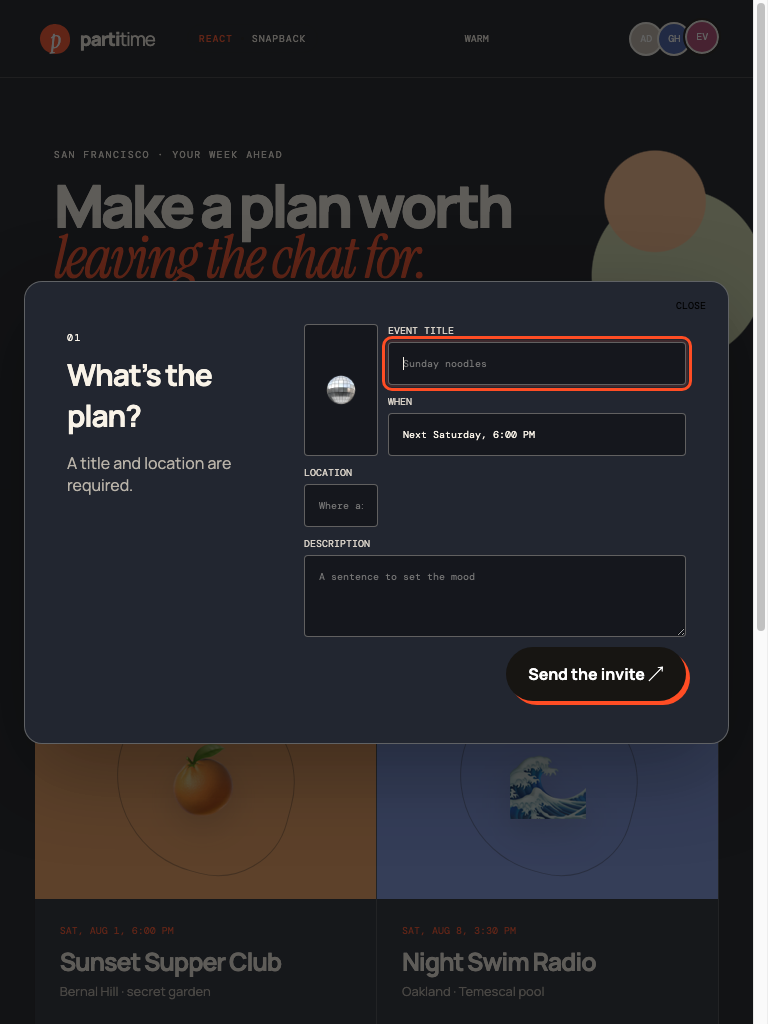 partitime
REACT
SNAPBACK
WARM
AD
GH
EV
SAN FRANCISCO · YOUR WEEK AHEAD
Make a plan worth
leaving the chat for.
CLOSE
01
What's the
plan?
A title and location are
required.
EVENT TITLE
Sunday noodles
WHEN
Next Saturday, 6:00 PM
LOCATION
Where a
DESCRIPTION
A sentence to set the mood
Send the invite ↗
SAT, AUG 1, 6:00 PM
Sunset Supper Club
Bernal Hill · secret garden
SAT, AUG 8, 3:30 PM
Night Swim Radio
Oakland · Temescal pool